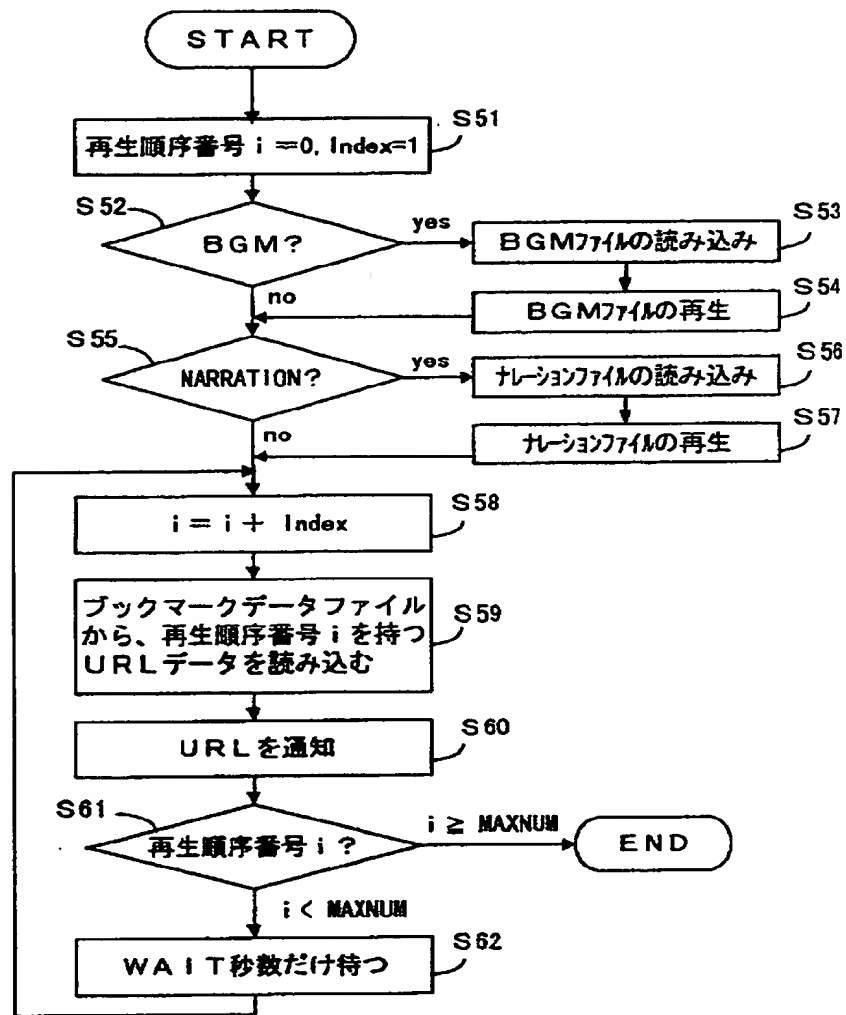 START
S51
再生順序番号 i =0, Index=1
S52
BGM?
yes
S53
BGMファイルの読み込み
no
S54
BGMファイルの再生
S55
NARRATION?
yes
S56
ナレーションファイルの読み込み
no
S57
ナレーションファイルの再生
S58
i = i + Index
S59
ブックマークデータファイル
から、再生順序番号 i を持つ
URLデータを読み込む
S60
URLを通知
S61
再生順序番号 i ?
i ≧ MAXNUM
END
i < MAXNUM
S62
WAIT秒数だけ待つ